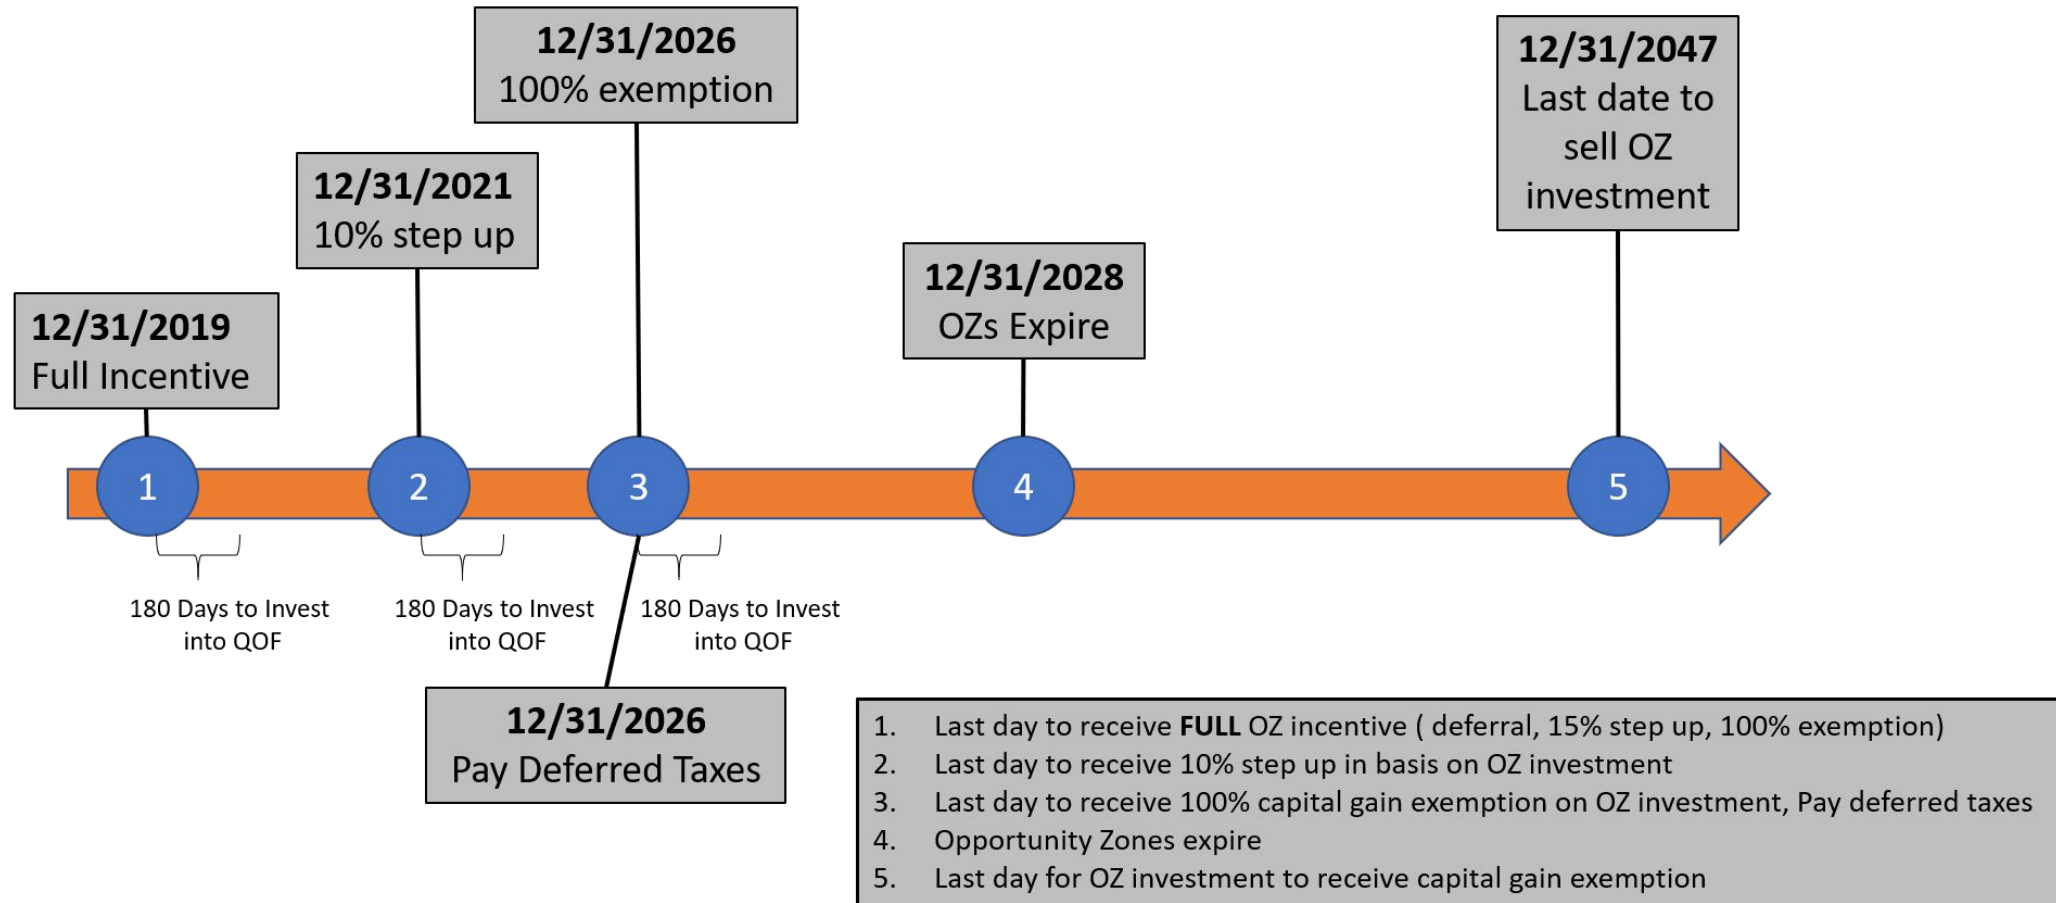 12/31/2026
100% exemption
12/31/2047
Last date to
sell OZ
investment
12/31/2021
10% step up
12/31/2028
OZs Expire
12/31/2019
Full Incentive
1
2
3
4
5
180 Days to Invest
into QOF
180 Days to Invest
into QOF
180 Days to Invest
into QOF
12/31/2026
Pay Deferred Taxes
1. Last day to receive FULL OZ incentive ( deferral, 15% step up, 100% exemption)
2. Last day to receive 10% step up in basis on OZ investment
3. Last day to receive 100% capital gain exemption on OZ investment, Pay deferred taxes
4. Opportunity Zones expire
5. Last day for OZ investment to receive capital gain exemption